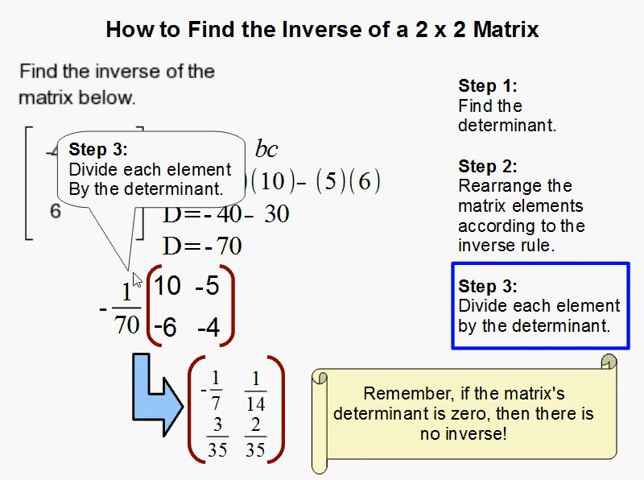 How to Find the Inverse of a 2 x 2 Matrix
Find the inverse of the
matrix below.
6
Step 3:
Divide each element
By the determinant.
bc
(10) – (5)(6)
D = - 40 – 30
D = - 70
- 1/70
10 -5
-6 -4
- 1/7 1/14
3/35 2/35
Step 1:
Find the
determinant.
Step 2:
Rearrange the
matrix elements
according to the
inverse rule.
Step 3:
Divide each element
by the determinant.
Remember, if the matrix's
determinant is zero, then there is
no inverse!